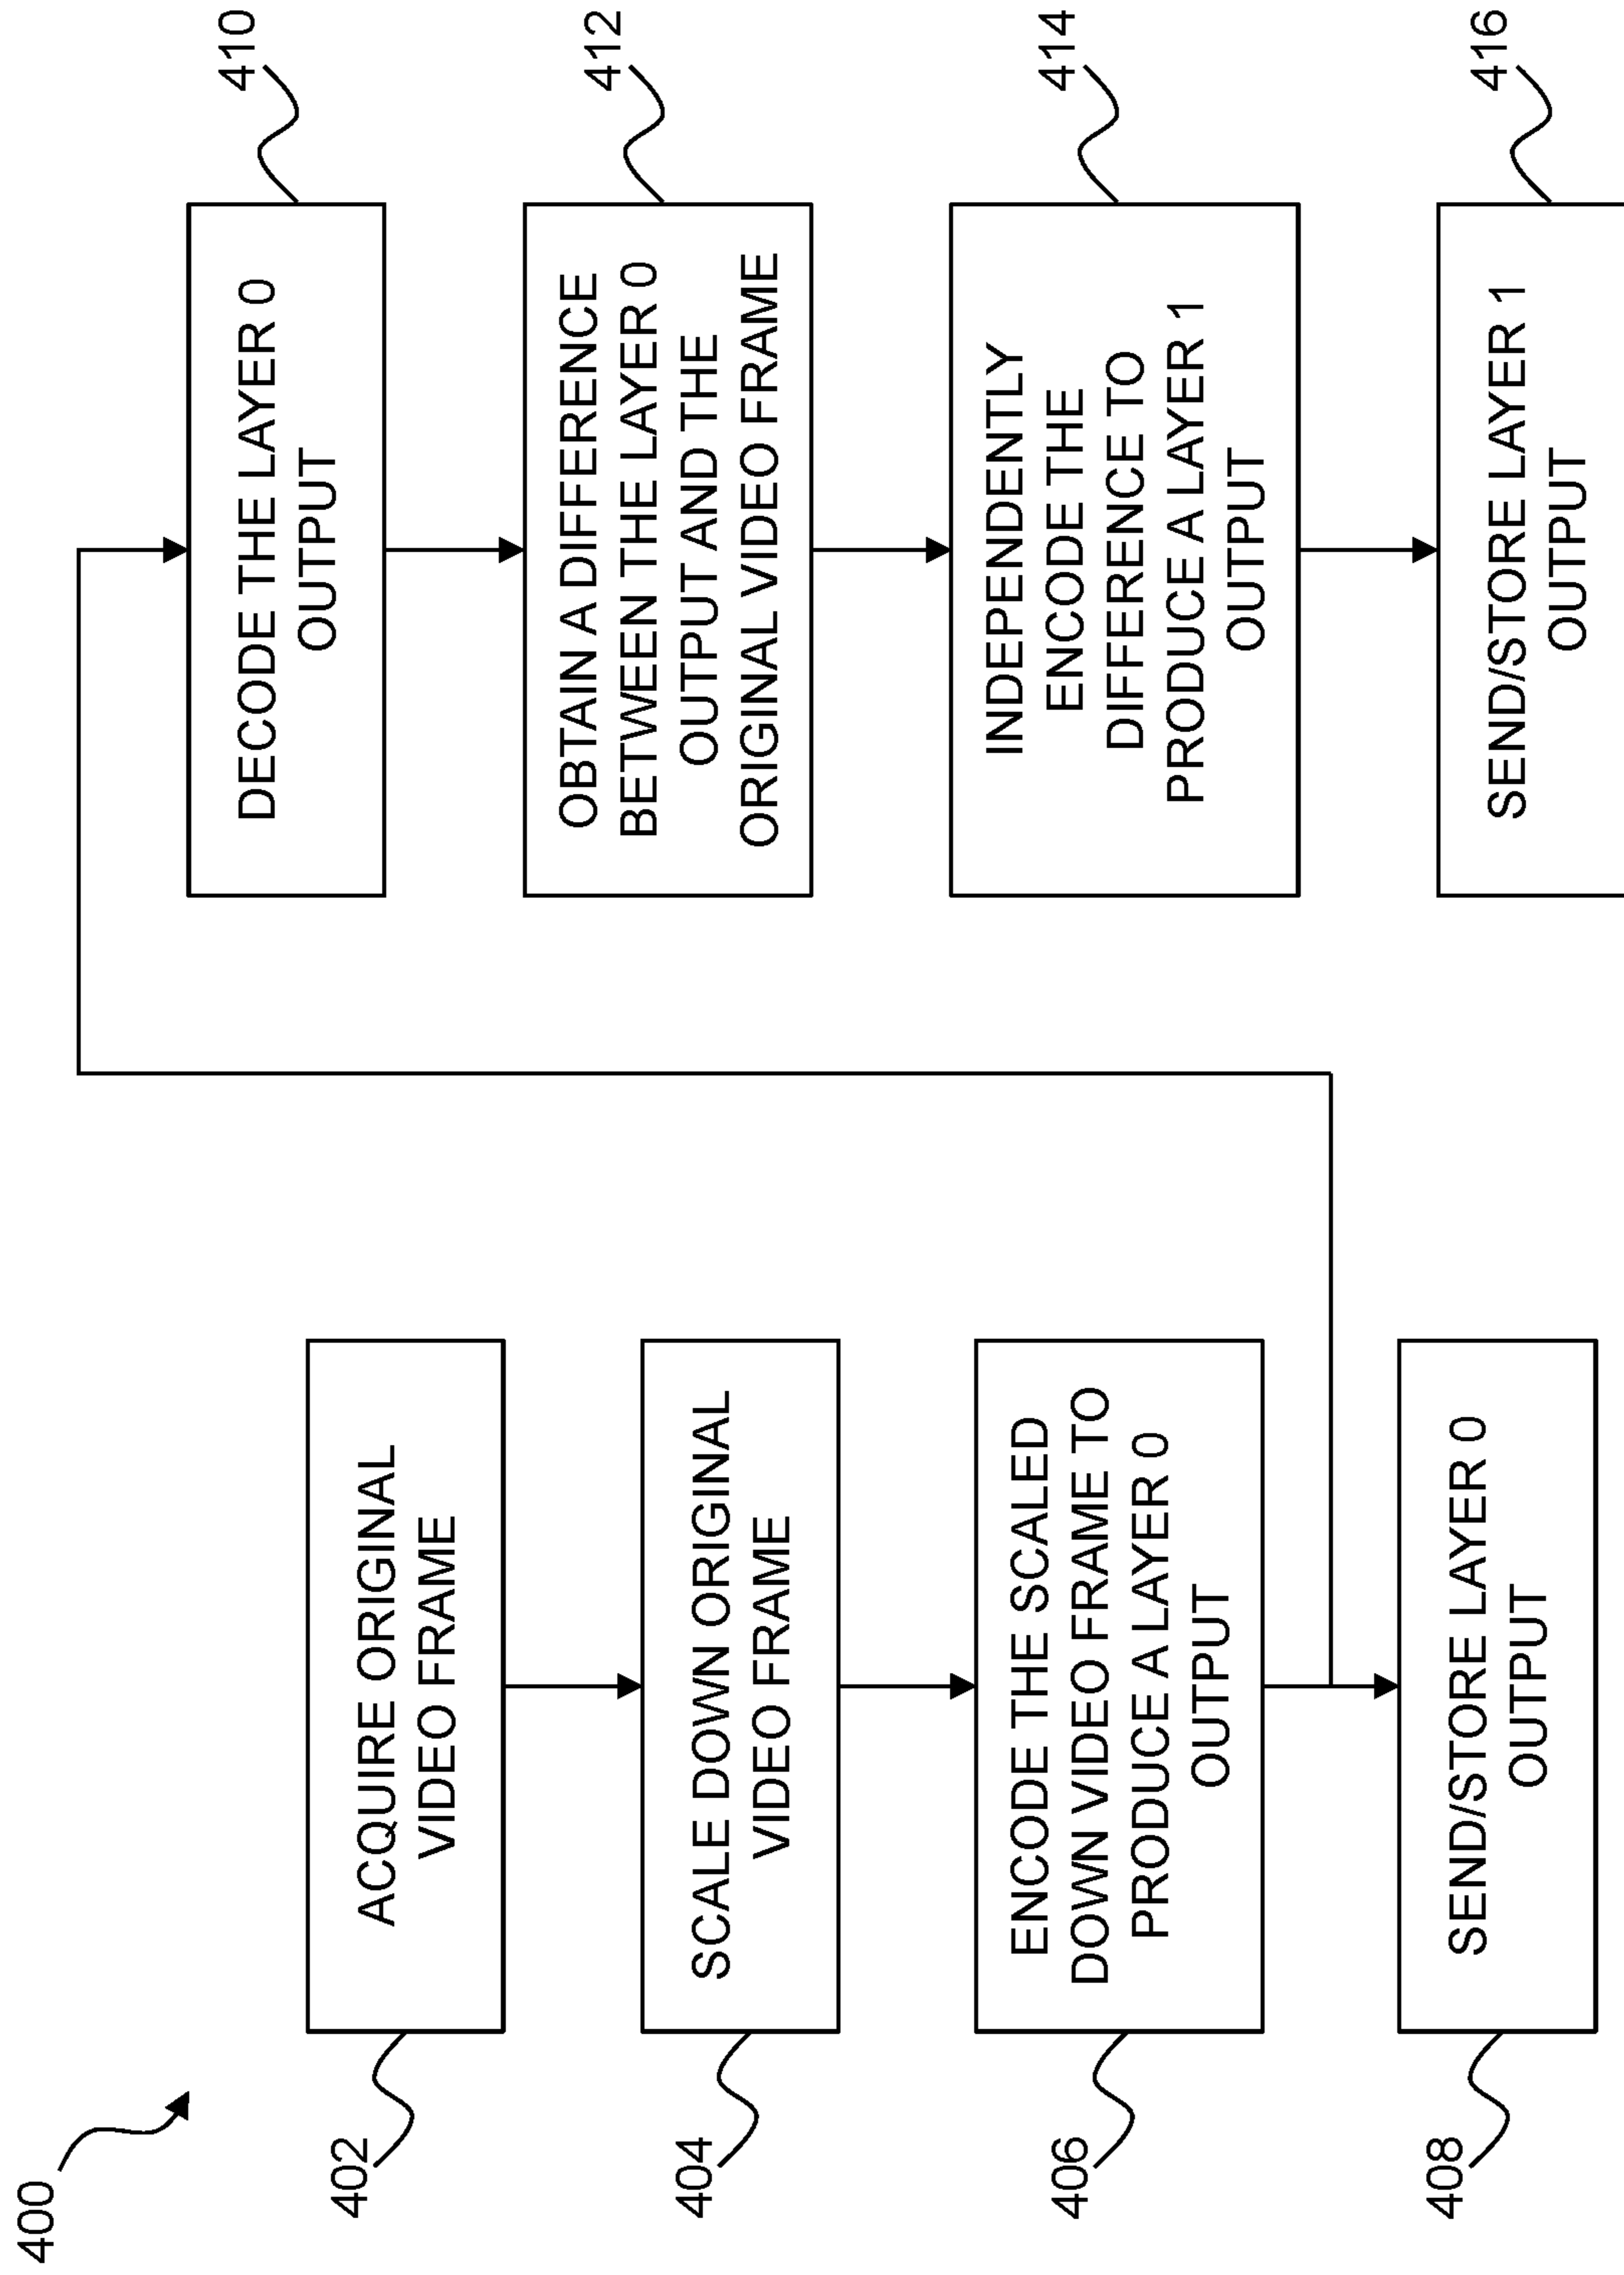 400
402
ACQUIRE ORIGINAL
VIDEO FRAME
404
SCALE DOWN ORIGINAL
VIDEO FRAME
406
ENCODE THE SCALED
DOWN VIDEO FRAME TO
PRODUCE A LAYER 0
OUTPUT
408
SEND/STORE LAYER 0
OUTPUT
DECODE THE LAYER 0
OUTPUT
410
OBTAIN A DIFFERENCE
BETWEEN THE LAYER 0
OUTPUT AND THE
ORIGINAL VIDEO FRAME
412
INDEPENDENTLY
ENCODE THE
DIFFERENCE TO
PRODUCE A LAYER 1
OUTPUT
414
SEND/STORE LAYER 1
OUTPUT
416